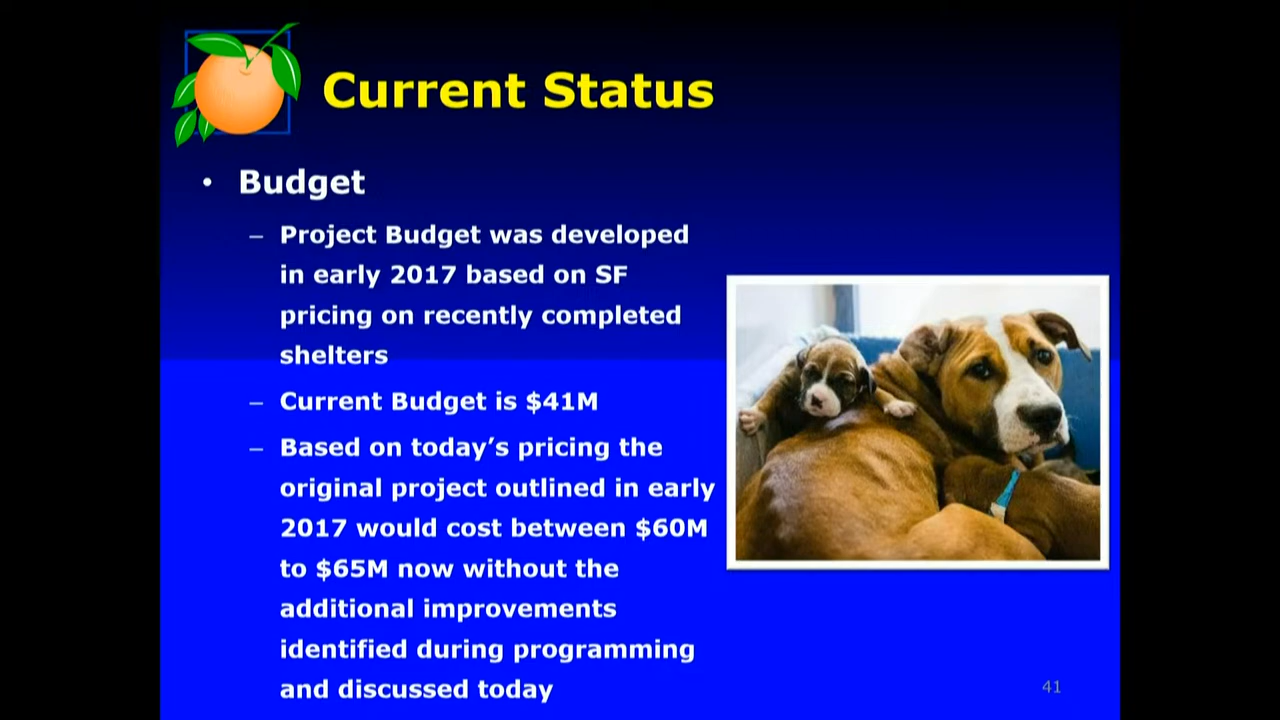 Current Status
• Budget
– Project Budget was developed
in early 2017 based on SF
pricing on recently completed
shelters
– Current Budget is $41M
– Based on today’s pricing the
original project outlined in early
2017 would cost between $60M
to $65M now without the
additional improvements
identified during programming
and discussed today
41